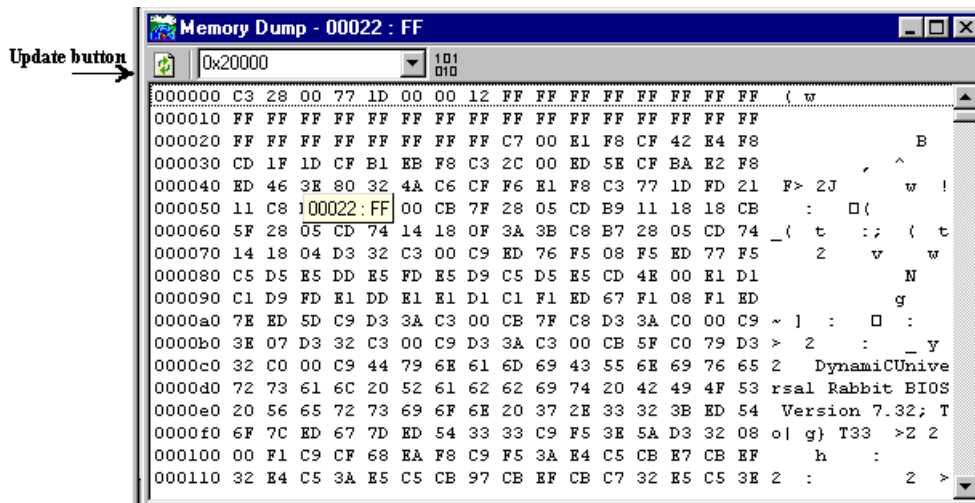 Memory Dump - 00022 : FF
Update button
0x20000
101
010
000000 C3 28 00 77 1D 00 00 12 FF FF FF FF FF FF FF FF ( w
000010 FF FF FF FF FF FF FF FF FF FF FF FF FF FF FF FF
000020 FF FF FF FF FF FF FF FF FF C7 00 E1 F8 CF 42 E4 F8 B
000030 CD 1F 1D CF B1 EB F8 C3 2C 00 ED 5E CF BA E2 F8 , ^
000040 ED 46 3E 80 32 4A C6 CF F6 E1 F8 C3 77 1D FD 21 F> 2J w !
000050 11 C8 00022 : FF 00 CB 7F 28 05 CD B9 11 18 18 CB : □(
000060 5F 28 05 CD 74 14 18 0F 3A 3B C8 B7 28 05 CD 74 _( t :; ( t
000070 14 18 04 D3 32 C3 00 C9 ED 76 F5 08 F5 ED 77 F5 2 v w
000080 C5 D5 E5 DD E5 FD E5 D9 C5 D5 E5 CD 4E 00 E1 D1 N
000090 C1 D9 FD E1 DD E1 E1 D1 C1 F1 ED 67 F1 08 F1 ED g
0000a0 7E ED 5D C9 D3 3A C3 00 CB 7F C8 D3 3A C0 00 C9 ~ ] : □ :
0000b0 3E 07 D3 32 C3 00 C9 D3 3A C3 00 CB 5F C0 79 D3 > 2 : _ y
0000c0 32 C0 00 C9 44 79 6E 61 6D 69 43 55 6E 69 76 65 2 DynamiCUnive
0000d0 72 73 61 6C 20 52 61 62 62 69 74 20 42 49 4F 53 rsal Rabbit BIOS
0000e0 20 56 65 72 73 69 6F 6E 20 37 2E 33 32 3B ED 54 Version 7.32; T
0000f0 6F 7C ED 67 7D ED 54 33 33 C9 F5 3E 5A D3 32 08 o| g} T33 >Z 2
000100 00 F1 C9 CF 68 EA F8 C9 F5 3A E4 C5 CB E7 CB EF h :
000110 32 E4 C5 3A E5 C5 CB 97 CB EF CB C7 32 E5 C5 3E 2 : 2 >